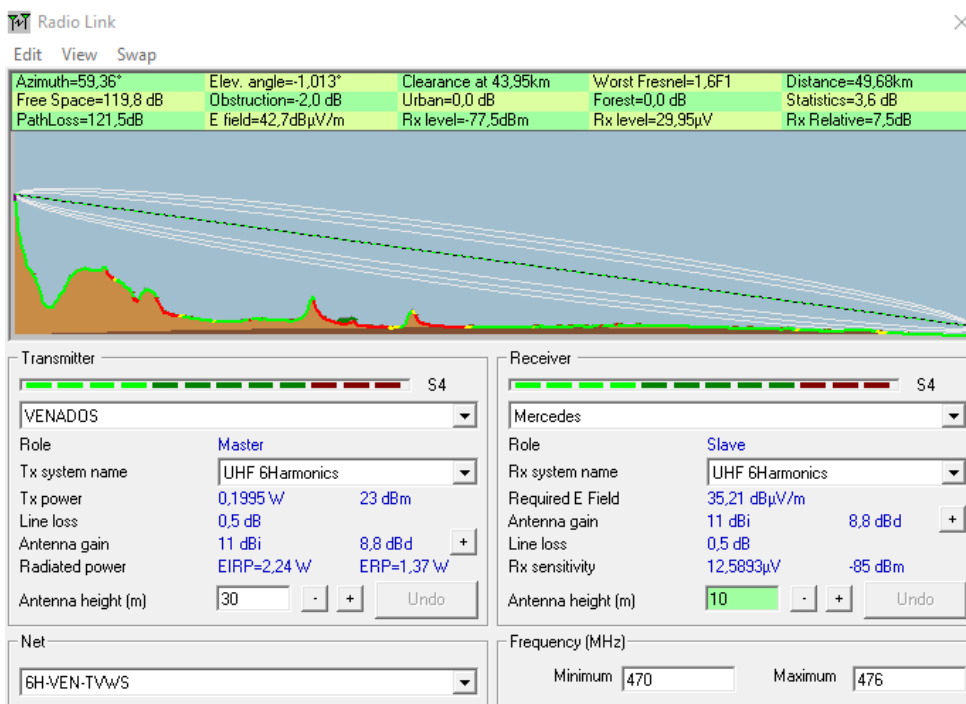 Radio Link
Edit View Swap
Azimuth=59,36° Elev. angle=-1,013° Clearance at 43,95km Worst Fresnel=1,6F1 Distance=49,68km
Free Space=119,8 dB Obstruction=-2,0 dB Urban=0,0 dB Forest=0,0 dB Statistics=3,6 dB
PathLoss=121,5dB E field=42,7dBµV/m Rx level=-77,5dBm Rx level=29,95µV Rx Relative=7,5dB
Transmitter
S4
VENADOS
Role Master
Tx system name UHF 6Harmonics
Tx power 0,1995 W 23 dBm
Line loss 0,5 dB
Antenna gain 11 dBi 8,8 dBd +
Radiated power EIRP=2,24 W ERP=1,37 W
Antenna height (m) 30 - + Undo
Net
6H-VEN-TVWS
Receiver
S4
Mercedes
Role Slave
Rx system name UHF 6Harmonics
Required E Field 35,21 dBµV/m
Antenna gain 11 dBi 8,8 dBd +
Line loss 0,5 dB
Rx sensitivity 12,5893µV -85 dBm
Antenna height (m) 10 - + Undo
Frequency (MHz)
Minimum 470 Maximum 476